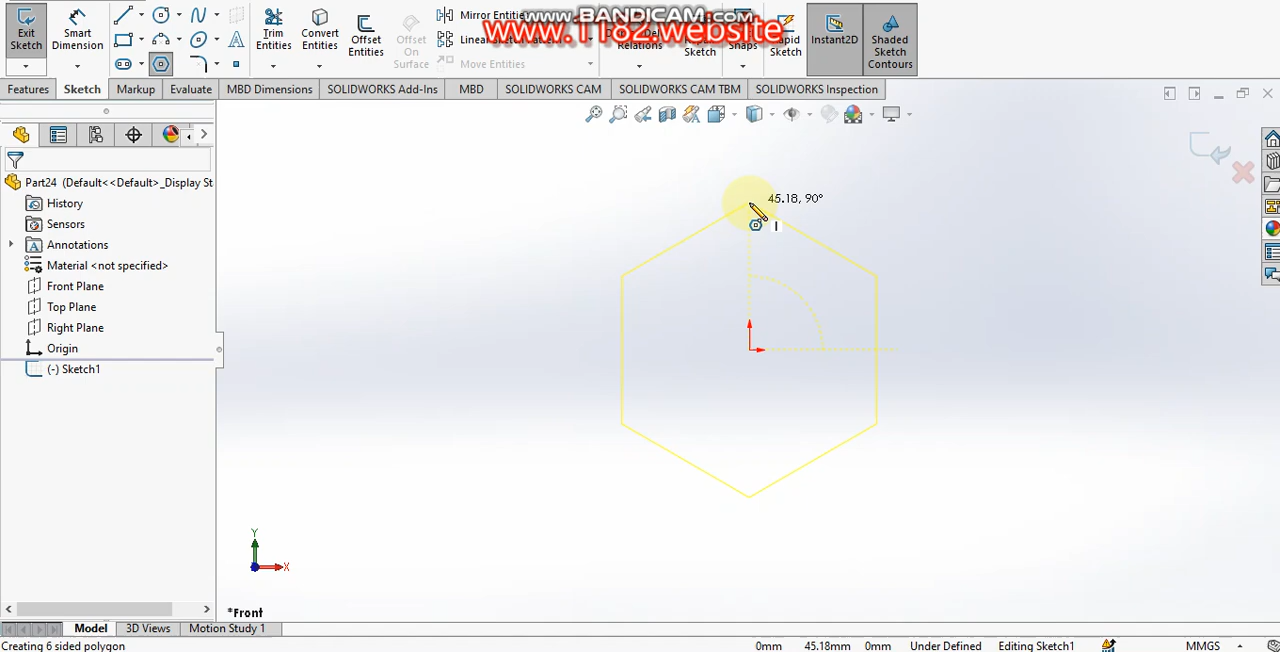 www.BANDICAM.com
www.1182.website
Exit Sketch
Smart Dimension
Trim Entities
Convert Entities
Offset Entities
Offset On Surface
Mirror Entities
Linear Sketch Pattern
Move Entities
Relations
Sketch
Snaps
Rapid Sketch
Instant2D
Shaded Sketch Contours
Features
Sketch
Markup
Evaluate
MBD Dimensions
SOLIDWORKS Add-Ins
MBD
SOLIDWORKS CAM
SOLIDWORKS CAM TBM
SOLIDWORKS Inspection
Part24 (Default<<Default>_Display St
History
Sensors
Annotations
Material <not specified>
Front Plane
Top Plane
Right Plane
Origin
(-) Sketch1
45.18, 90°
Y
X
*Front
Model
3D Views
Motion Study 1
Creating 6 sided polygon
0mm
45.18mm
0mm
Under Defined
Editing Sketch1
MMGS